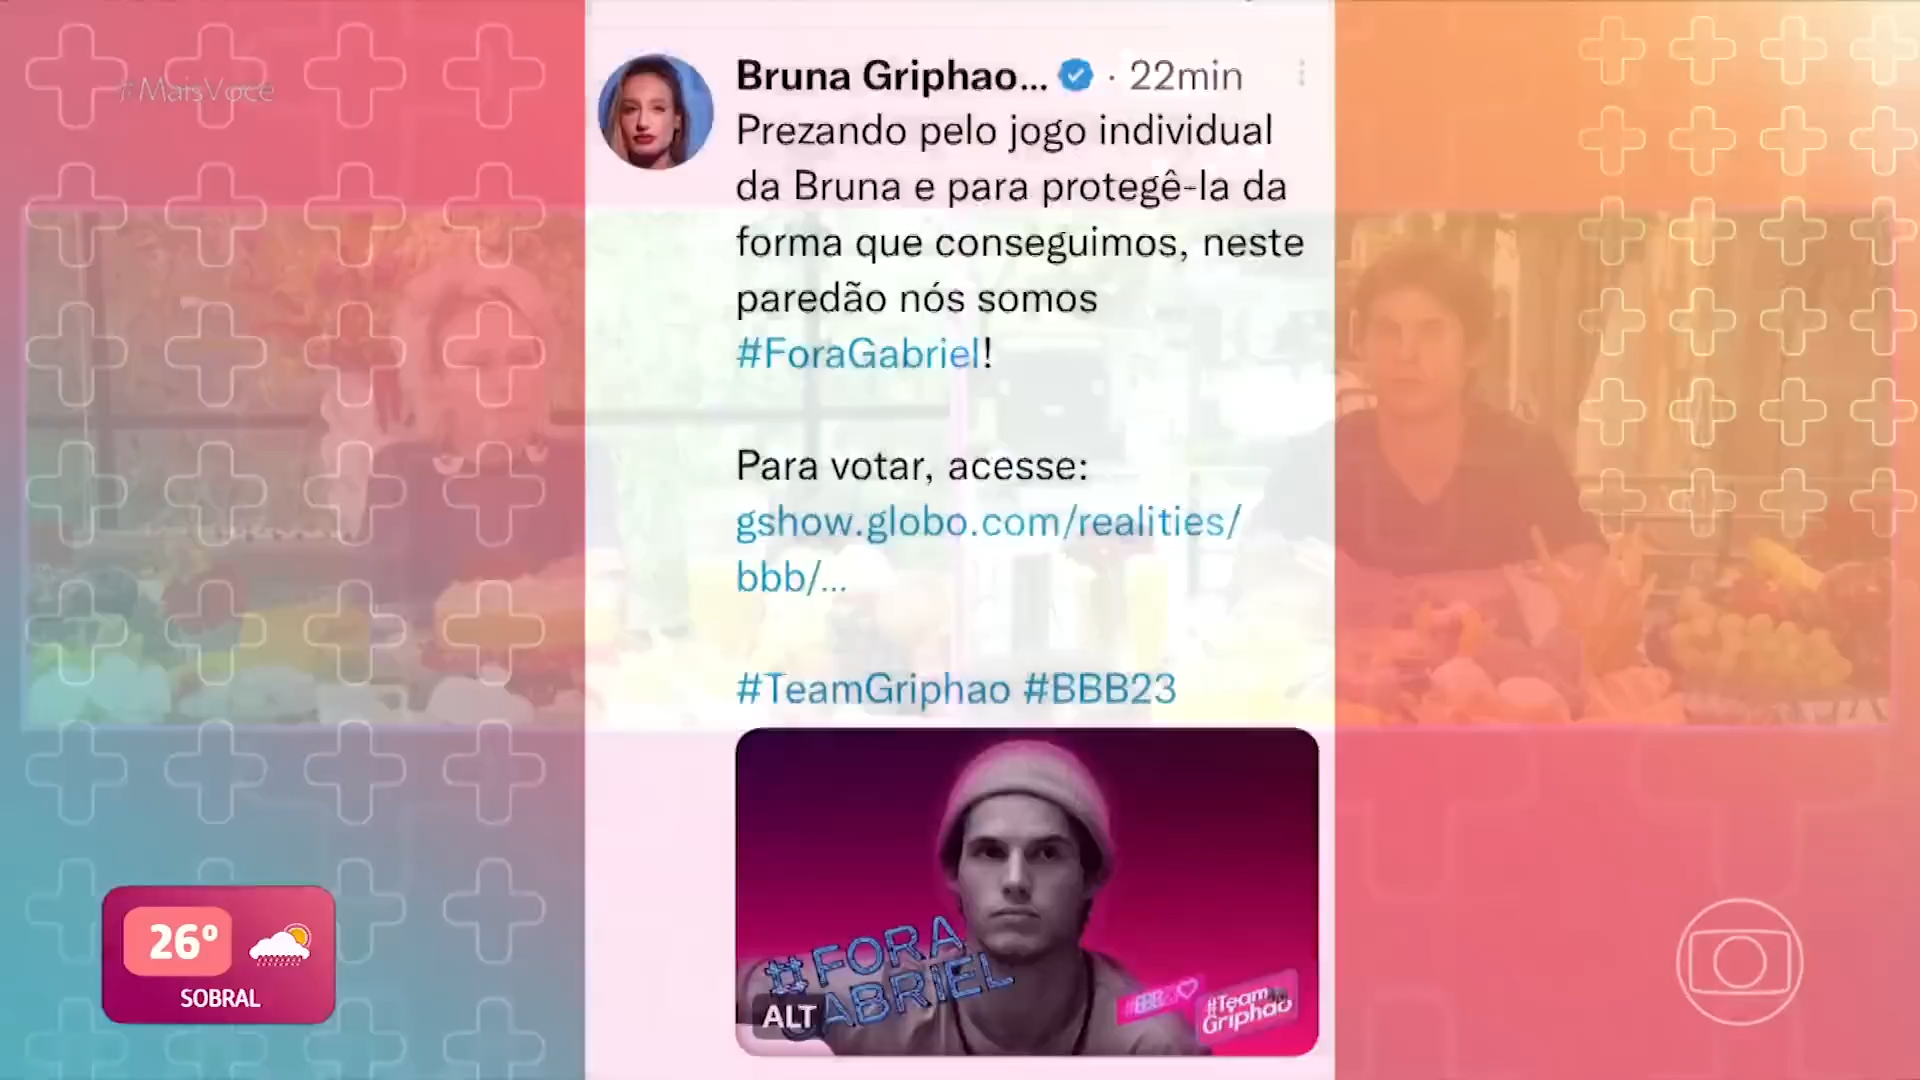 #MaisVocê
Bruna Griphao... · 22min
Prezando pelo jogo individual
da Bruna e para protegê-la da
forma que conseguimos, neste
paredão nós somos
#ForaGabriel!
Para votar, acesse:
gshow.globo.com/realities/
bbb/...
#TeamGriphao #BBB23
#FORA
GABRIEL
ALT
#BBB23
#Team
Griphao
26º
SOBRAL